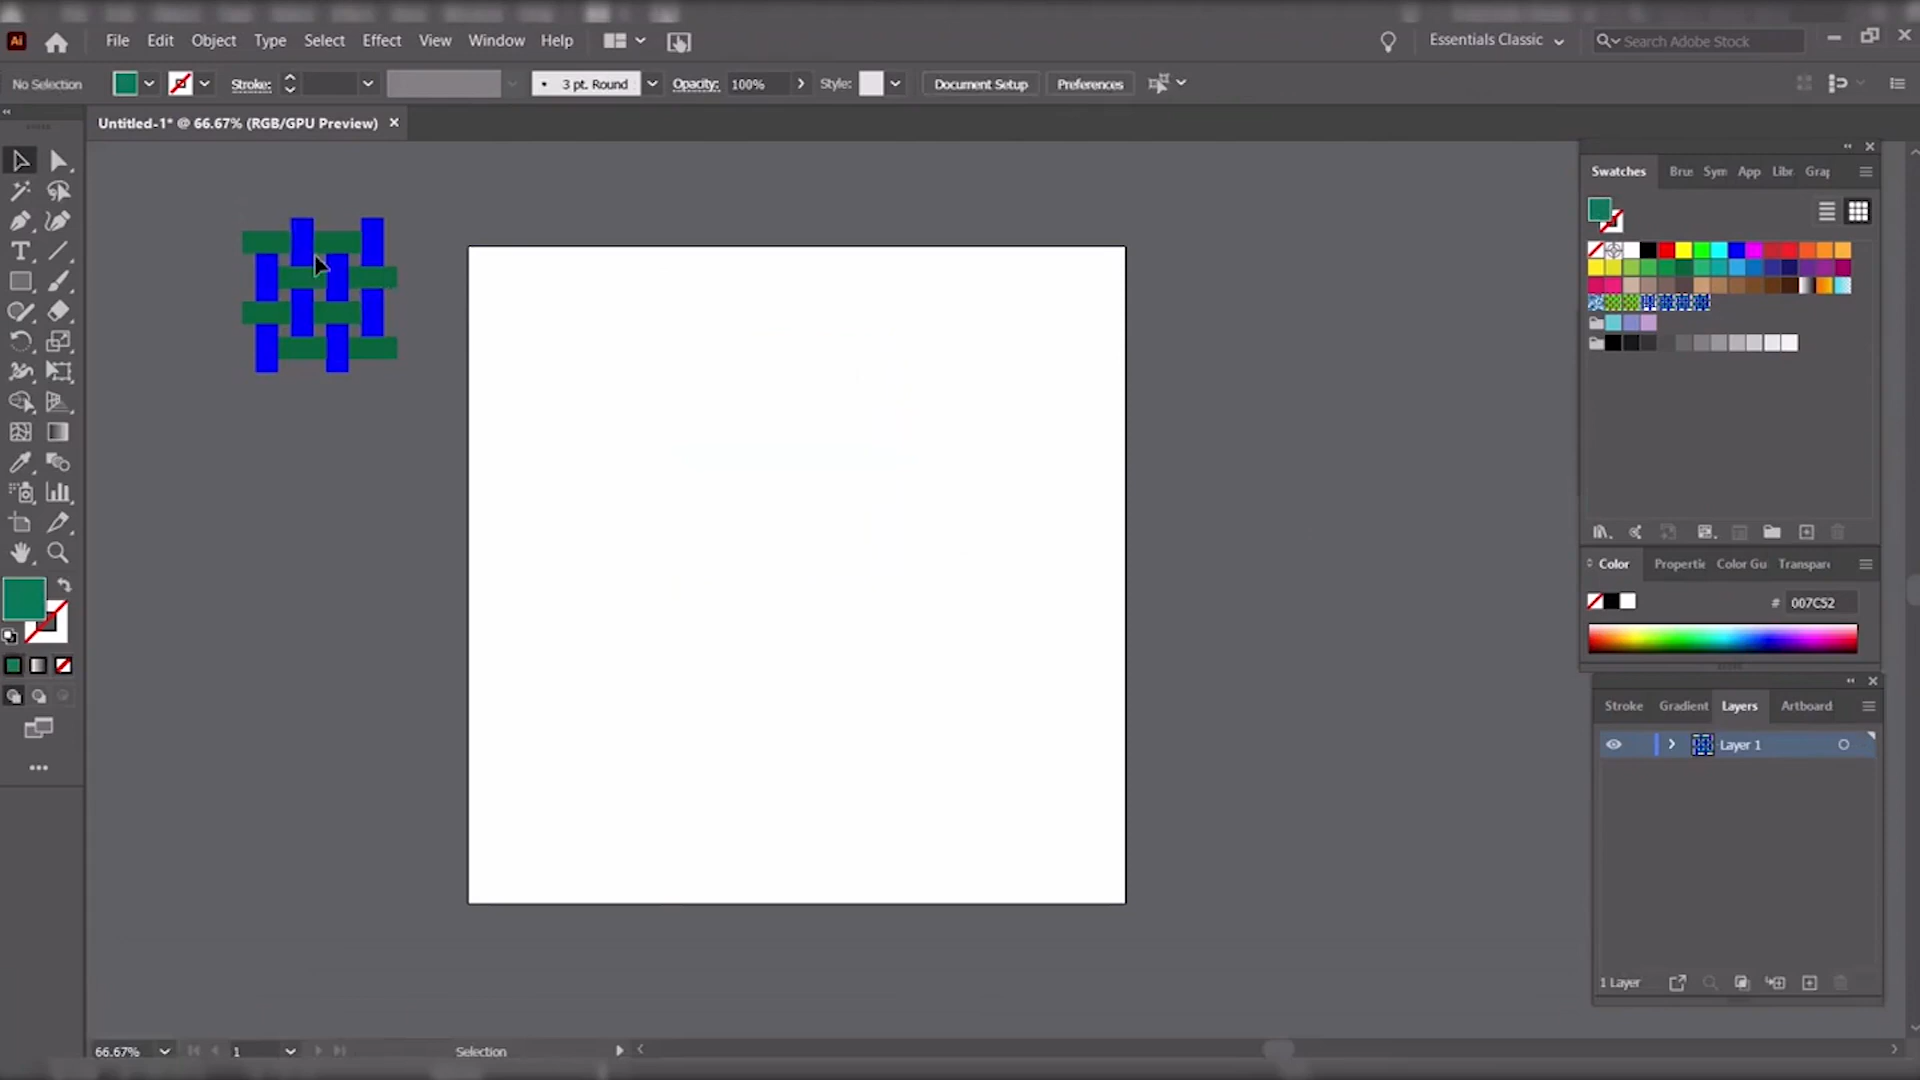 Ai File Edit Object Type Select Effect View Window Help Essentials Classic Search Adobe Stock
No Selection Stroke: 3 pt. Round Opacity: 100% Style: Document Setup Preferences
Untitled-1* @ 66.67% (RGB/GPU Preview)
Swatches Bru Sym App Libr Grap
Color Properti Color Gu Transpar
# 007C52
Stroke Gradient Layers Artboard
Layer 1
1 Layer
66.67% 1 Selection